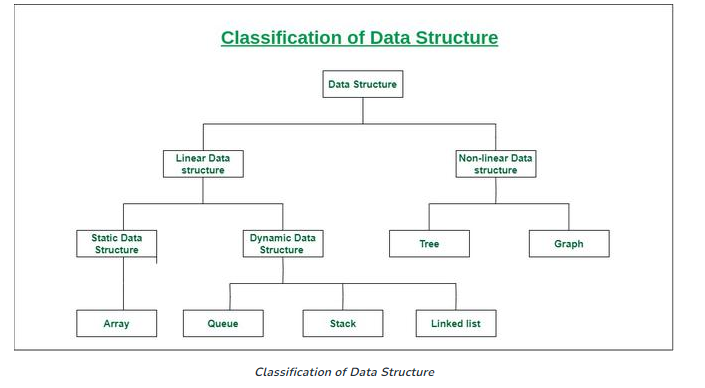 Classification of Data Structure
Data Structure
Linear Data
structure
Non-linear Data
structure
Static Data
Structure
Dynamic Data
Structure
Tree
Graph
Array
Queue
Stack
Linked list
Classification of Data Structure